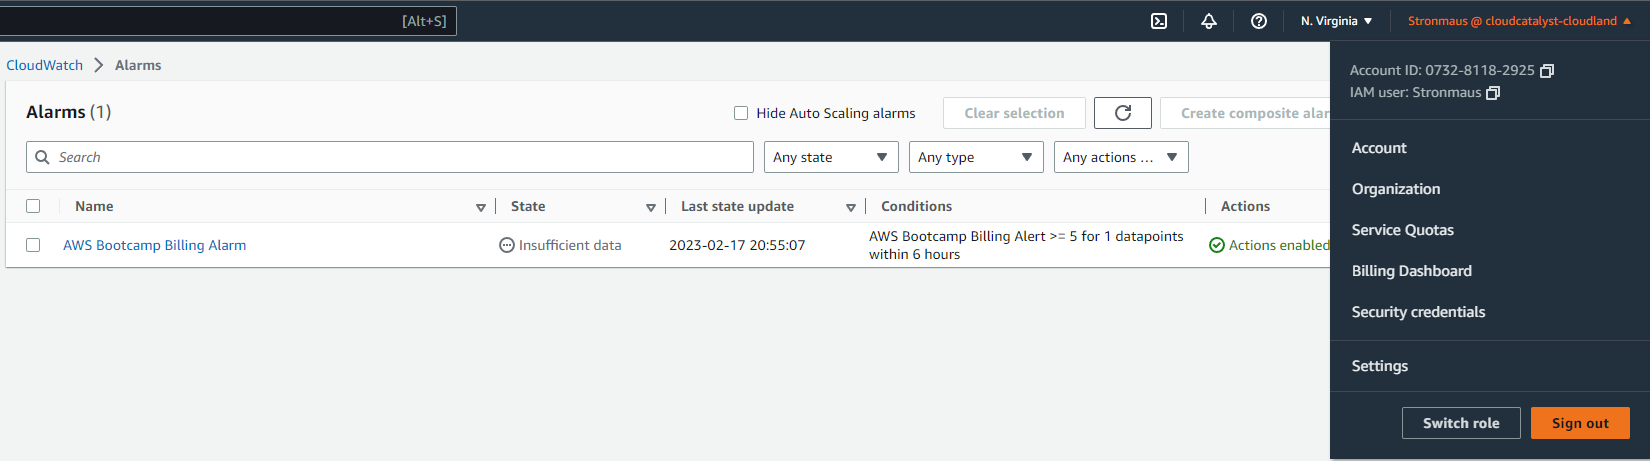 [Alt+S]
N. Virginia
Stronmaus @ cloudcatalyst-cloudland
CloudWatch
Alarms
Account ID: 0732-8118-2925
IAM user: Stronmaus
Alarms (1)
Hide Auto Scaling alarms
Clear selection
Create composite alar
Search
Any state
Any type
Any actions ...
Name
State
Last state update
Conditions
Actions
AWS Bootcamp Billing Alarm
Insufficient data
2023-02-17 20:55:07
AWS Bootcamp Billing Alert >= 5 for 1 datapoints
within 6 hours
Actions enabled
Account
Organization
Service Quotas
Billing Dashboard
Security credentials
Settings
Switch role
Sign out